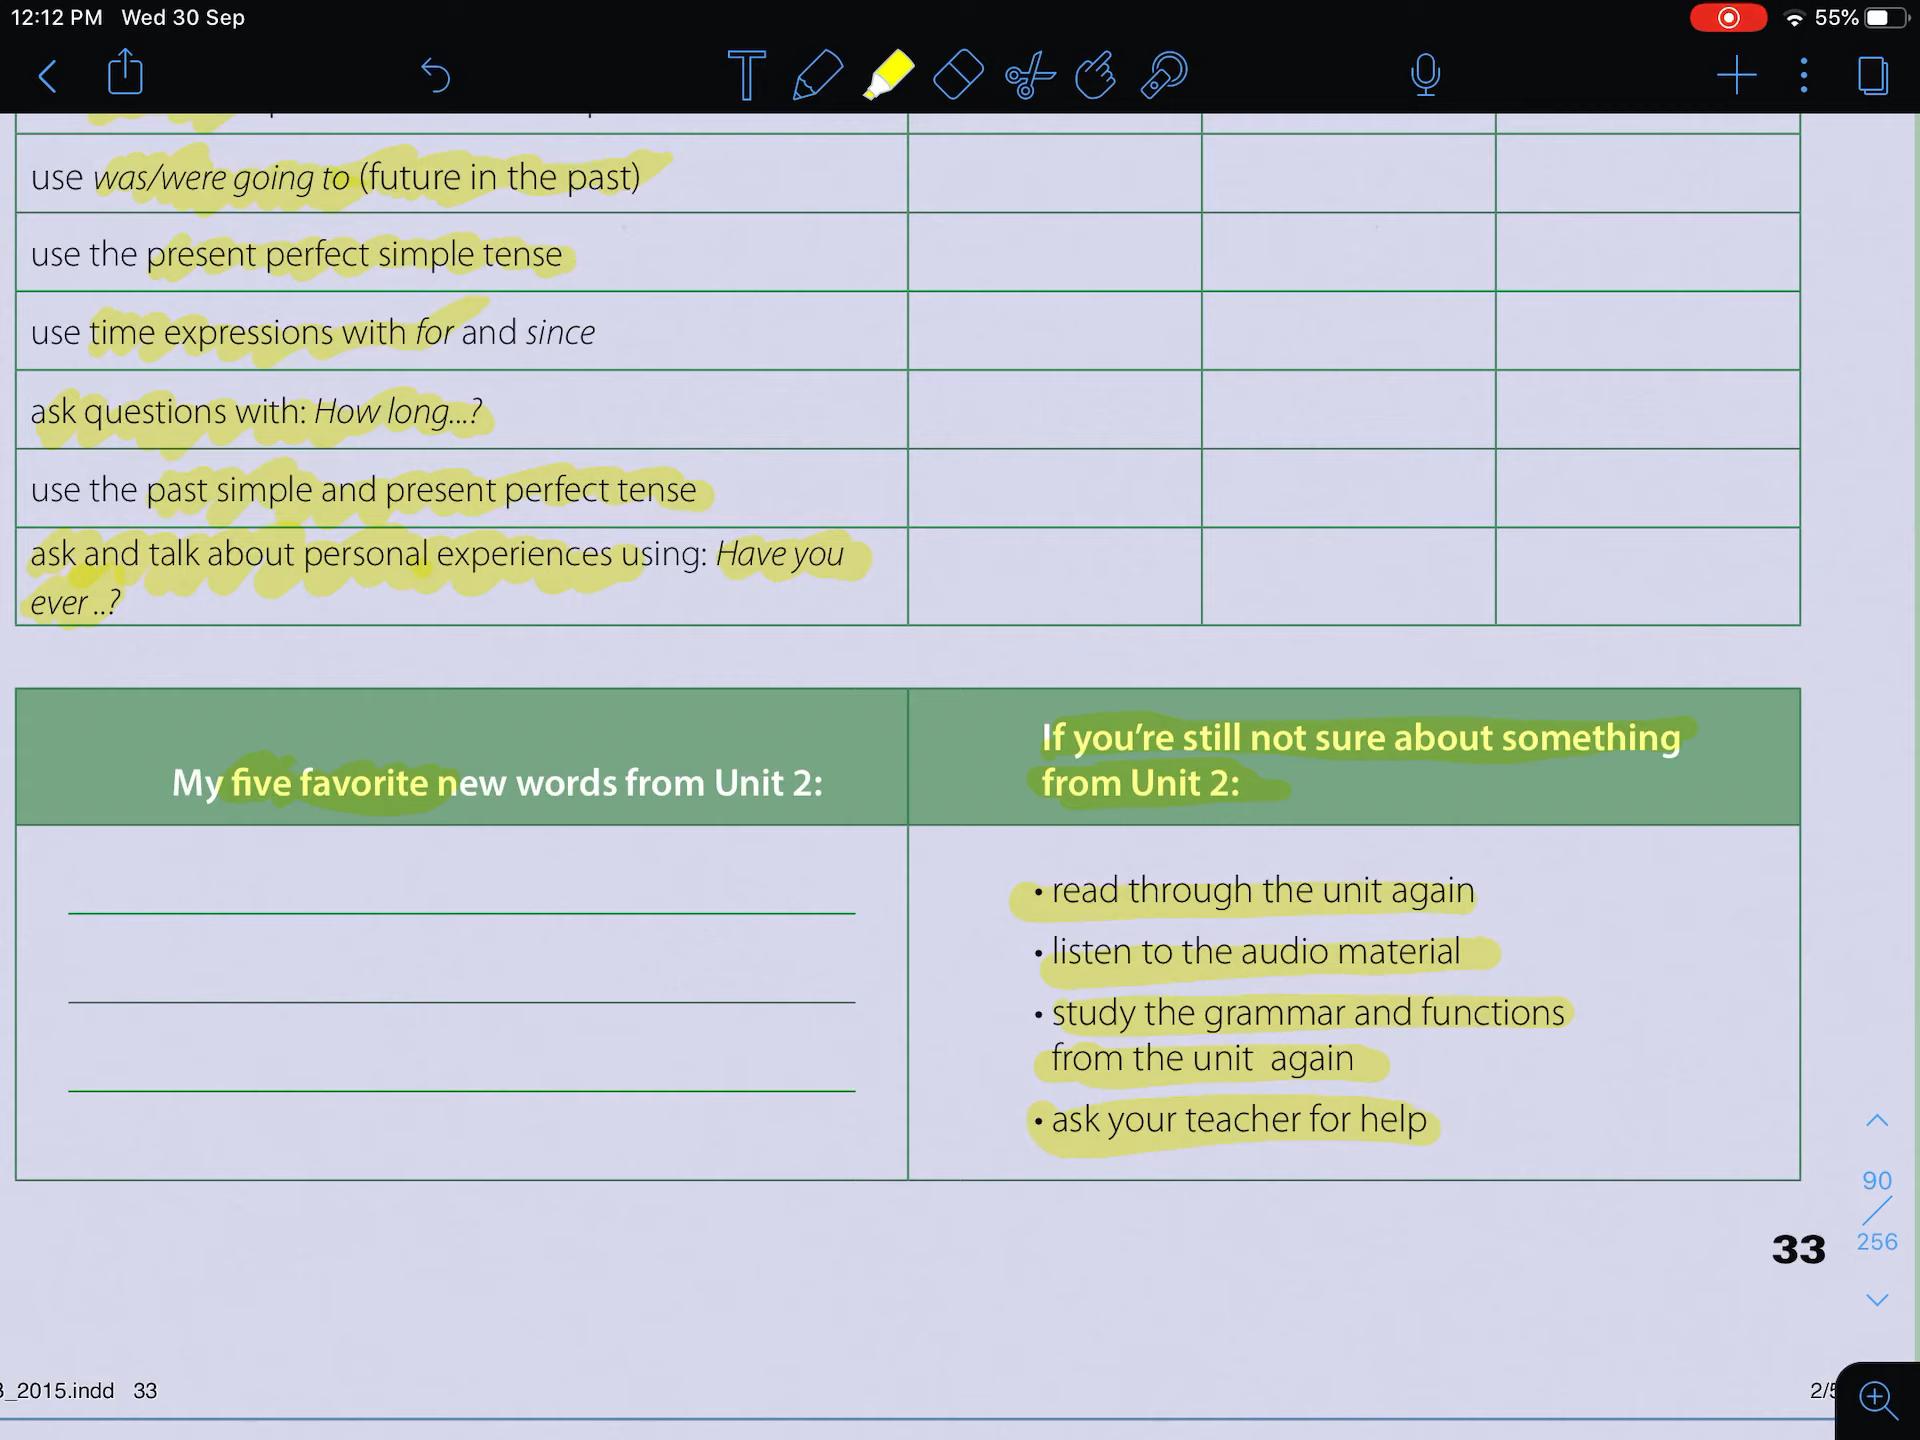 12:12 PM Wed 30 Sep
55%
use was/were going to (future in the past)
use the present perfect simple tense
use time expressions with for and since
ask questions with: How long...?
use the past simple and present perfect tense
ask and talk about personal experiences using: Have you
ever ..?
My five favorite new words from Unit 2:
If you're still not sure about something
from Unit 2:
• read through the unit again
• listen to the audio material
• study the grammar and functions
from the unit again
• ask your teacher for help
90
256
33
_2015.indd 33
2/5